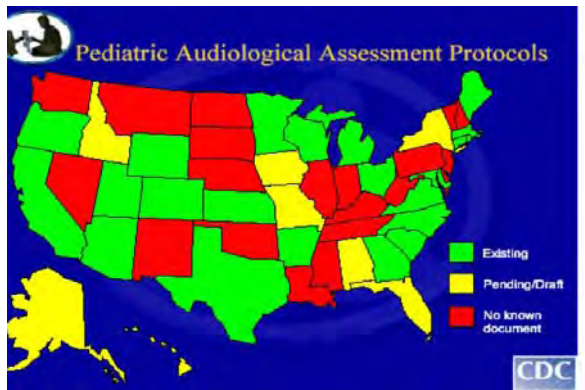 Pediatric Audiological Assessment Protocols
Existing
Pending/Draft
No known
document
CDC